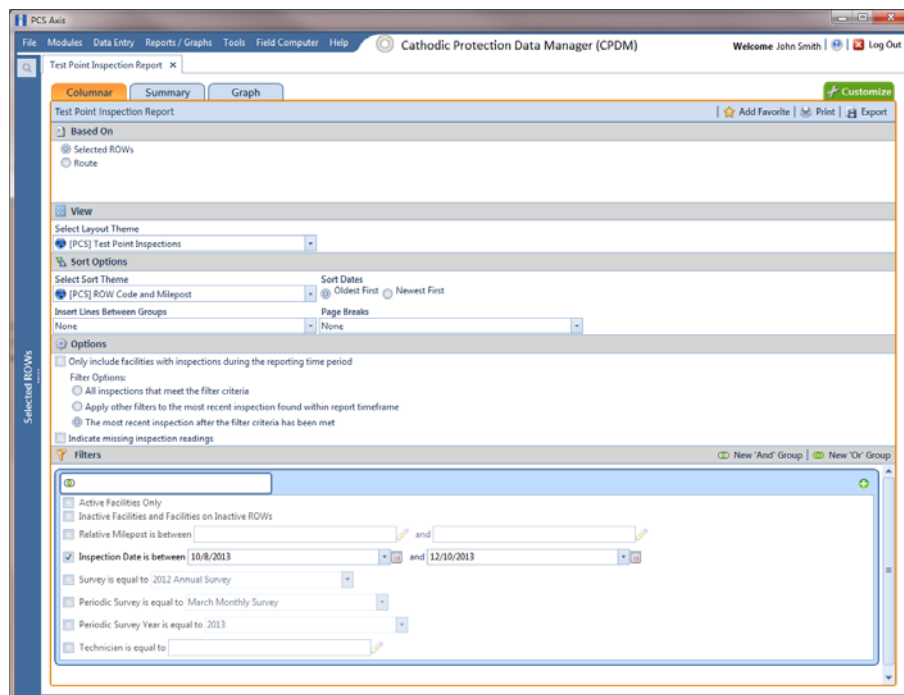 PCS Axis
File Modules Data Entry Reports / Graphs Tools Field Computer Help Cathodic Protection Data Manager (CPDM) Welcome John Smith Log Out
Test Point Inspection Report
Columnar Summary Graph Customize
Test Point Inspection Report Add Favorite Print Export
Based On
Selected ROWs
Route
View
Select Layout Theme
[PCS] Test Point Inspections
Sort Options
Select Sort Theme Sort Dates
[PCS] ROW Code and Milepost Oldest First Newest First
Insert Lines Between Groups Page Breaks
None None
Options
Only include facilities with inspections during the reporting time period
Filter Options:
All inspections that meet the filter criteria
Apply other filters to the most recent inspection found within report timeframe
The most recent inspection after the filter criteria has been met
Indicate missing inspection readings
Filters New 'And' Group New 'Or' Group
Active Facilities Only
Inactive Facilities and Facilities on Inactive ROWs
Relative Milepost is between and
Inspection Date is between 10/8/2013 and 12/10/2013
Survey is equal to 2012 Annual Survey
Periodic Survey is equal to March Monthly Survey
Periodic Survey Year is equal to 2013
Technician is equal to
Selected ROWs